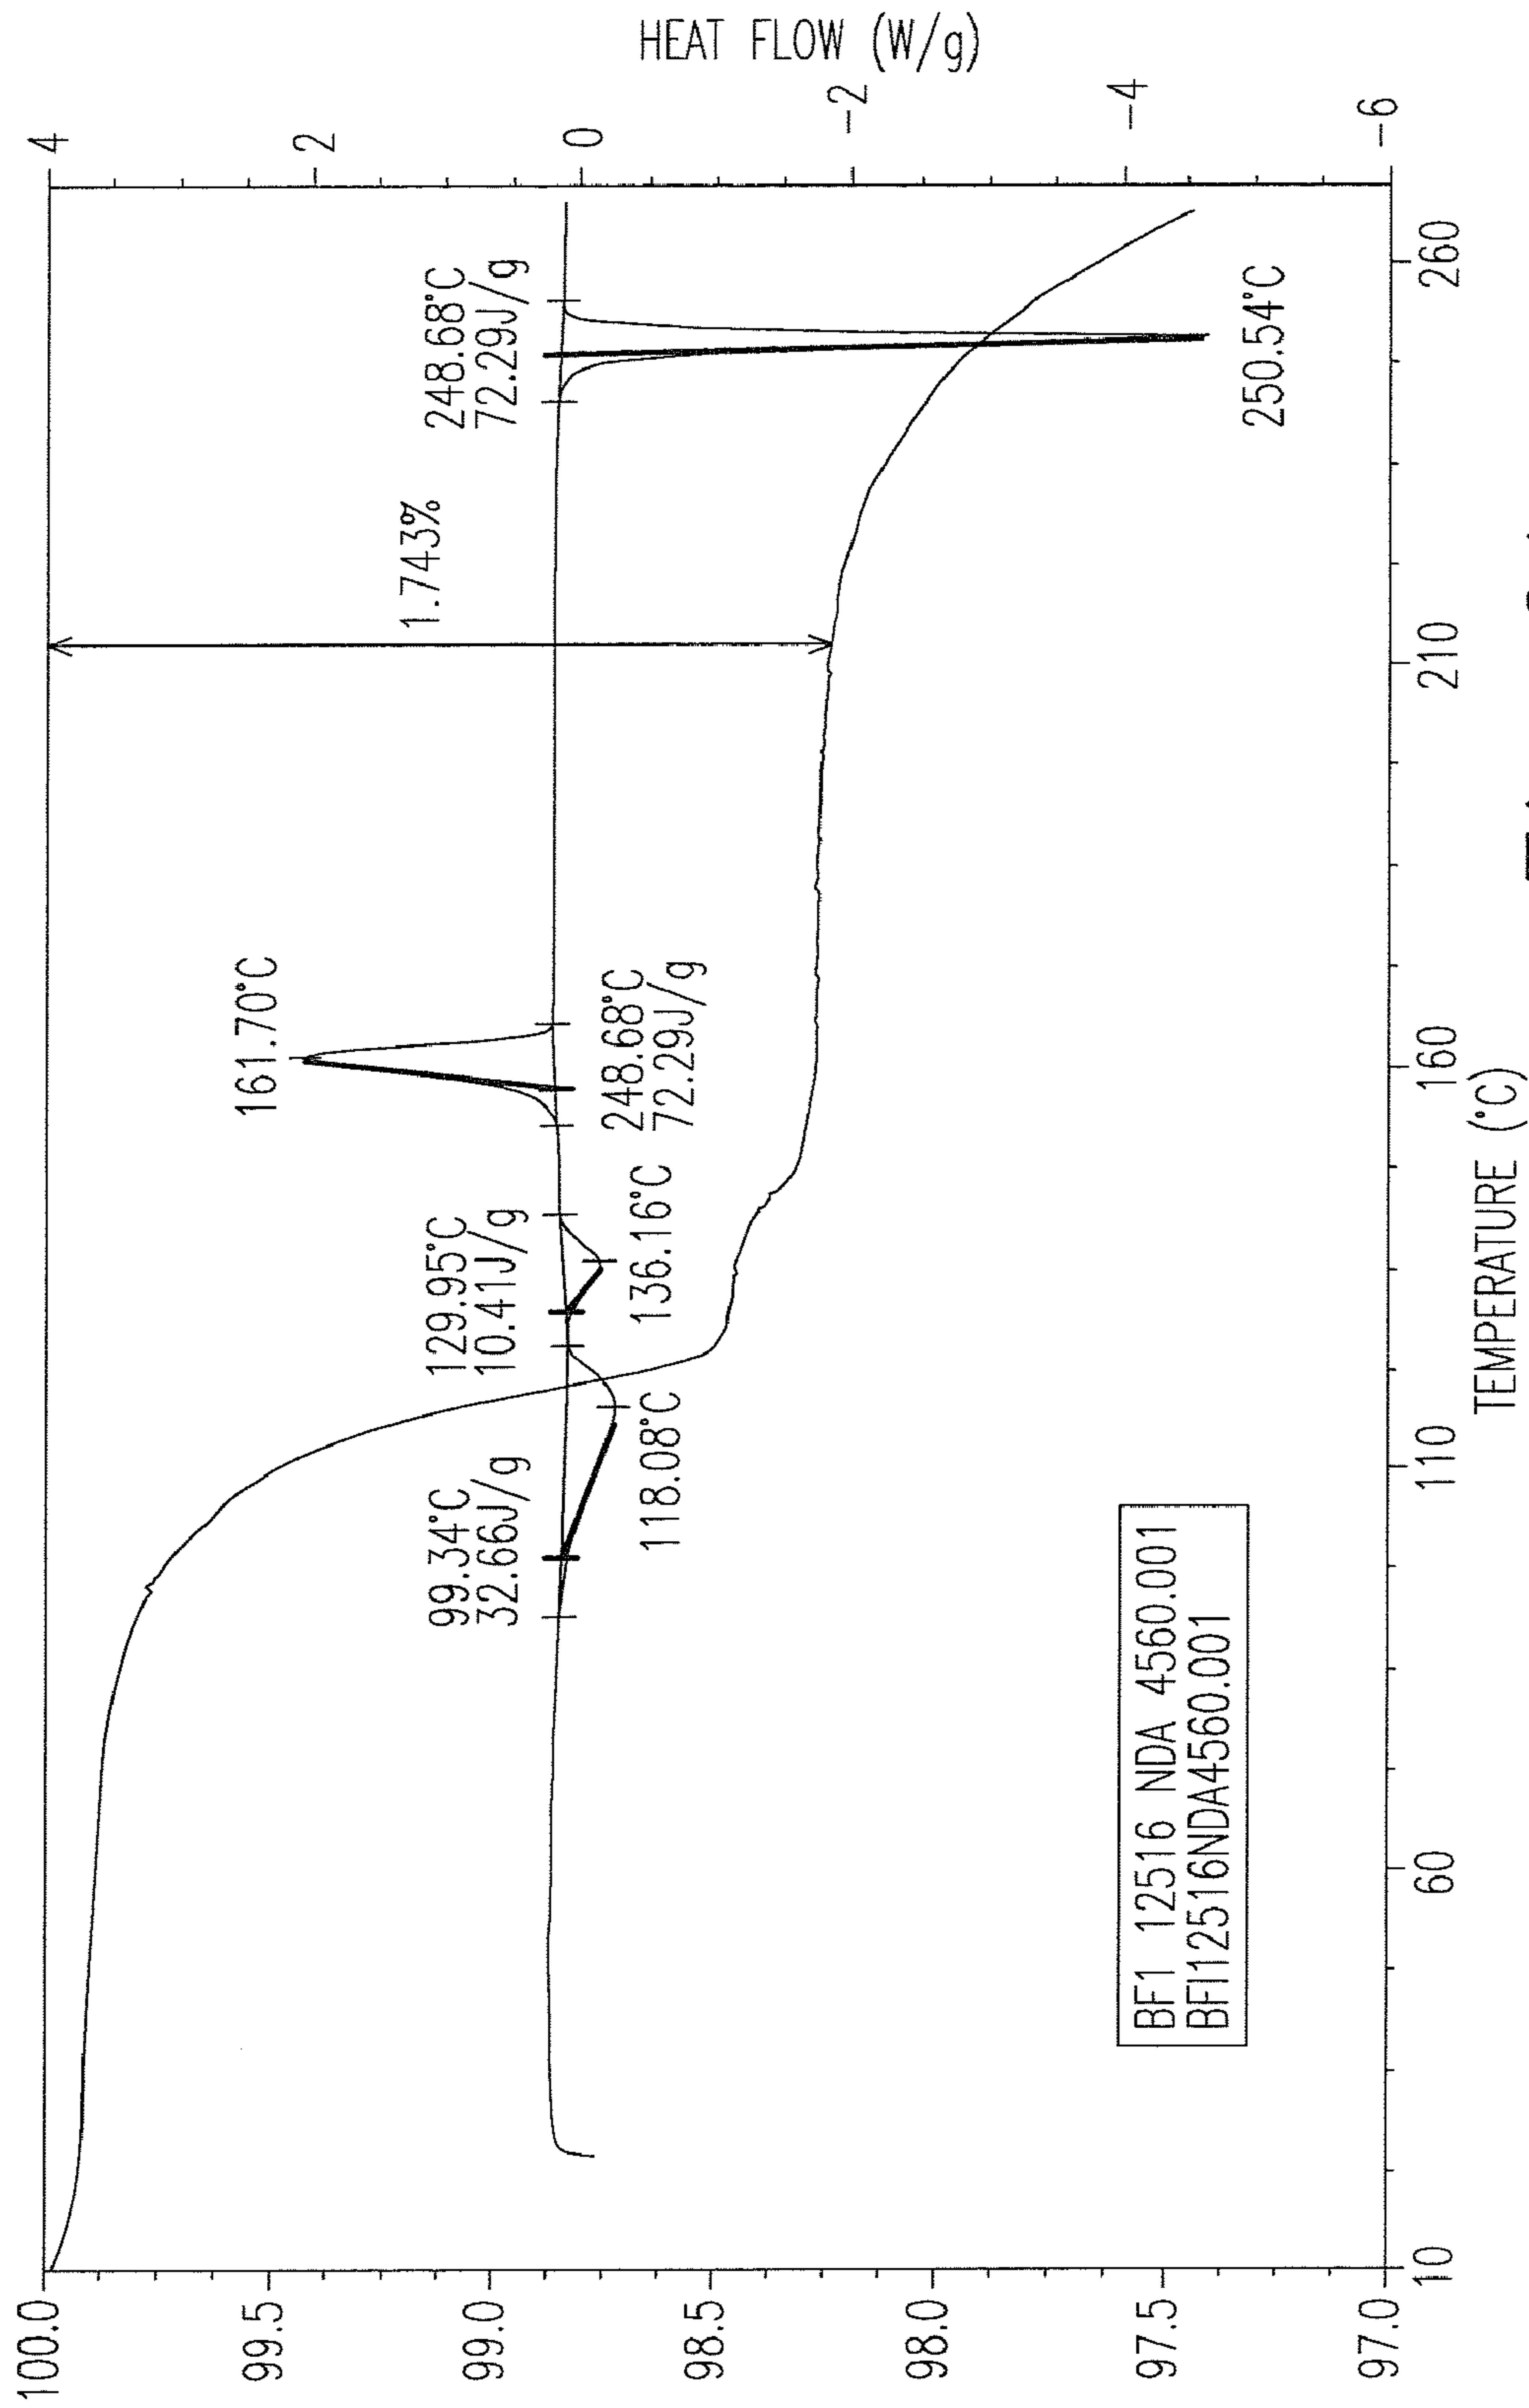 4
2
0
-2
-4
-6
HEAT FLOW (W/g)
100.0
99.5
99.0
98.5
98.0
97.5
97.0
161.70°C
1.743%
248.68°C
72.29J/g
99.34°C
32.66J/g
129.95°C
10.41J/g
118.08°C
136.16°C
248.68°C
72.29J/g
250.54°C
BF1 12516 NDA 4560.001
BFI12516NDA4560.001
10
60
110
160
210
260
TEMPERATURE (°C)